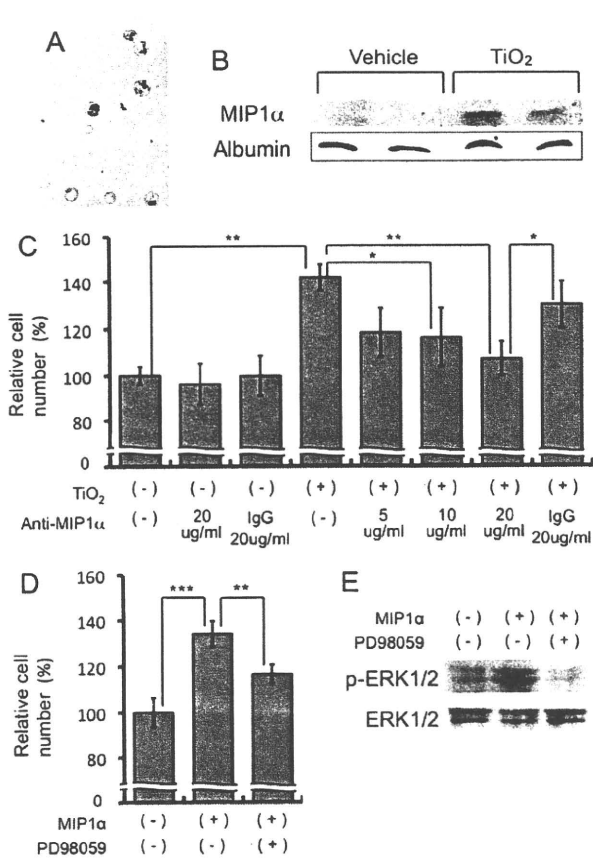 A
B
Vehicle TiO₂
MIP1α
Albumin
C
Relative cell number (%)
160
140
120
100
80
0
** ** * *
TiO₂ (-) (-) (-) (+) (+) (+) (+) (+)
Anti-MIP1α (-) 20 ug/ml IgG 20ug/ml (-) 5 ug/ml 10 ug/ml 20 ug/ml IgG 20ug/ml
D
Relative cell number (%)
160
140
120
100
80
0
*** **
MIP1α (-) (+) (+)
PD98059 (-) (-) (+)
E
MIP1α (-) (+) (+)
PD98059 (-) (-) (+)
p-ERK1/2
ERK1/2